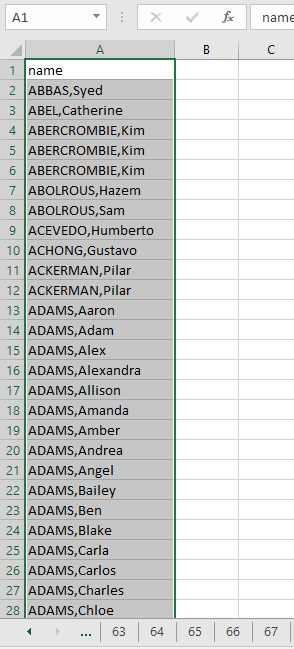 A1 fx name
A B C
1 name
2 ABBAS,Syed
3 ABEL,Catherine
4 ABERCROMBIE,Kim
5 ABERCROMBIE,Kim
6 ABERCROMBIE,Kim
7 ABOLROUS,Hazem
8 ABOLROUS,Sam
9 ACEVEDO,Humberto
10 ACHONG,Gustavo
11 ACKERMAN,Pilar
12 ACKERMAN,Pilar
13 ADAMS,Aaron
14 ADAMS,Adam
15 ADAMS,Alex
16 ADAMS,Alexandra
17 ADAMS,Allison
18 ADAMS,Amanda
19 ADAMS,Amber
20 ADAMS,Andrea
21 ADAMS,Angel
22 ADAMS,Bailey
23 ADAMS,Ben
24 ADAMS,Blake
25 ADAMS,Carla
26 ADAMS,Carlos
27 ADAMS,Charles
28 ADAMS,Chloe
... 63 64 65 66 67